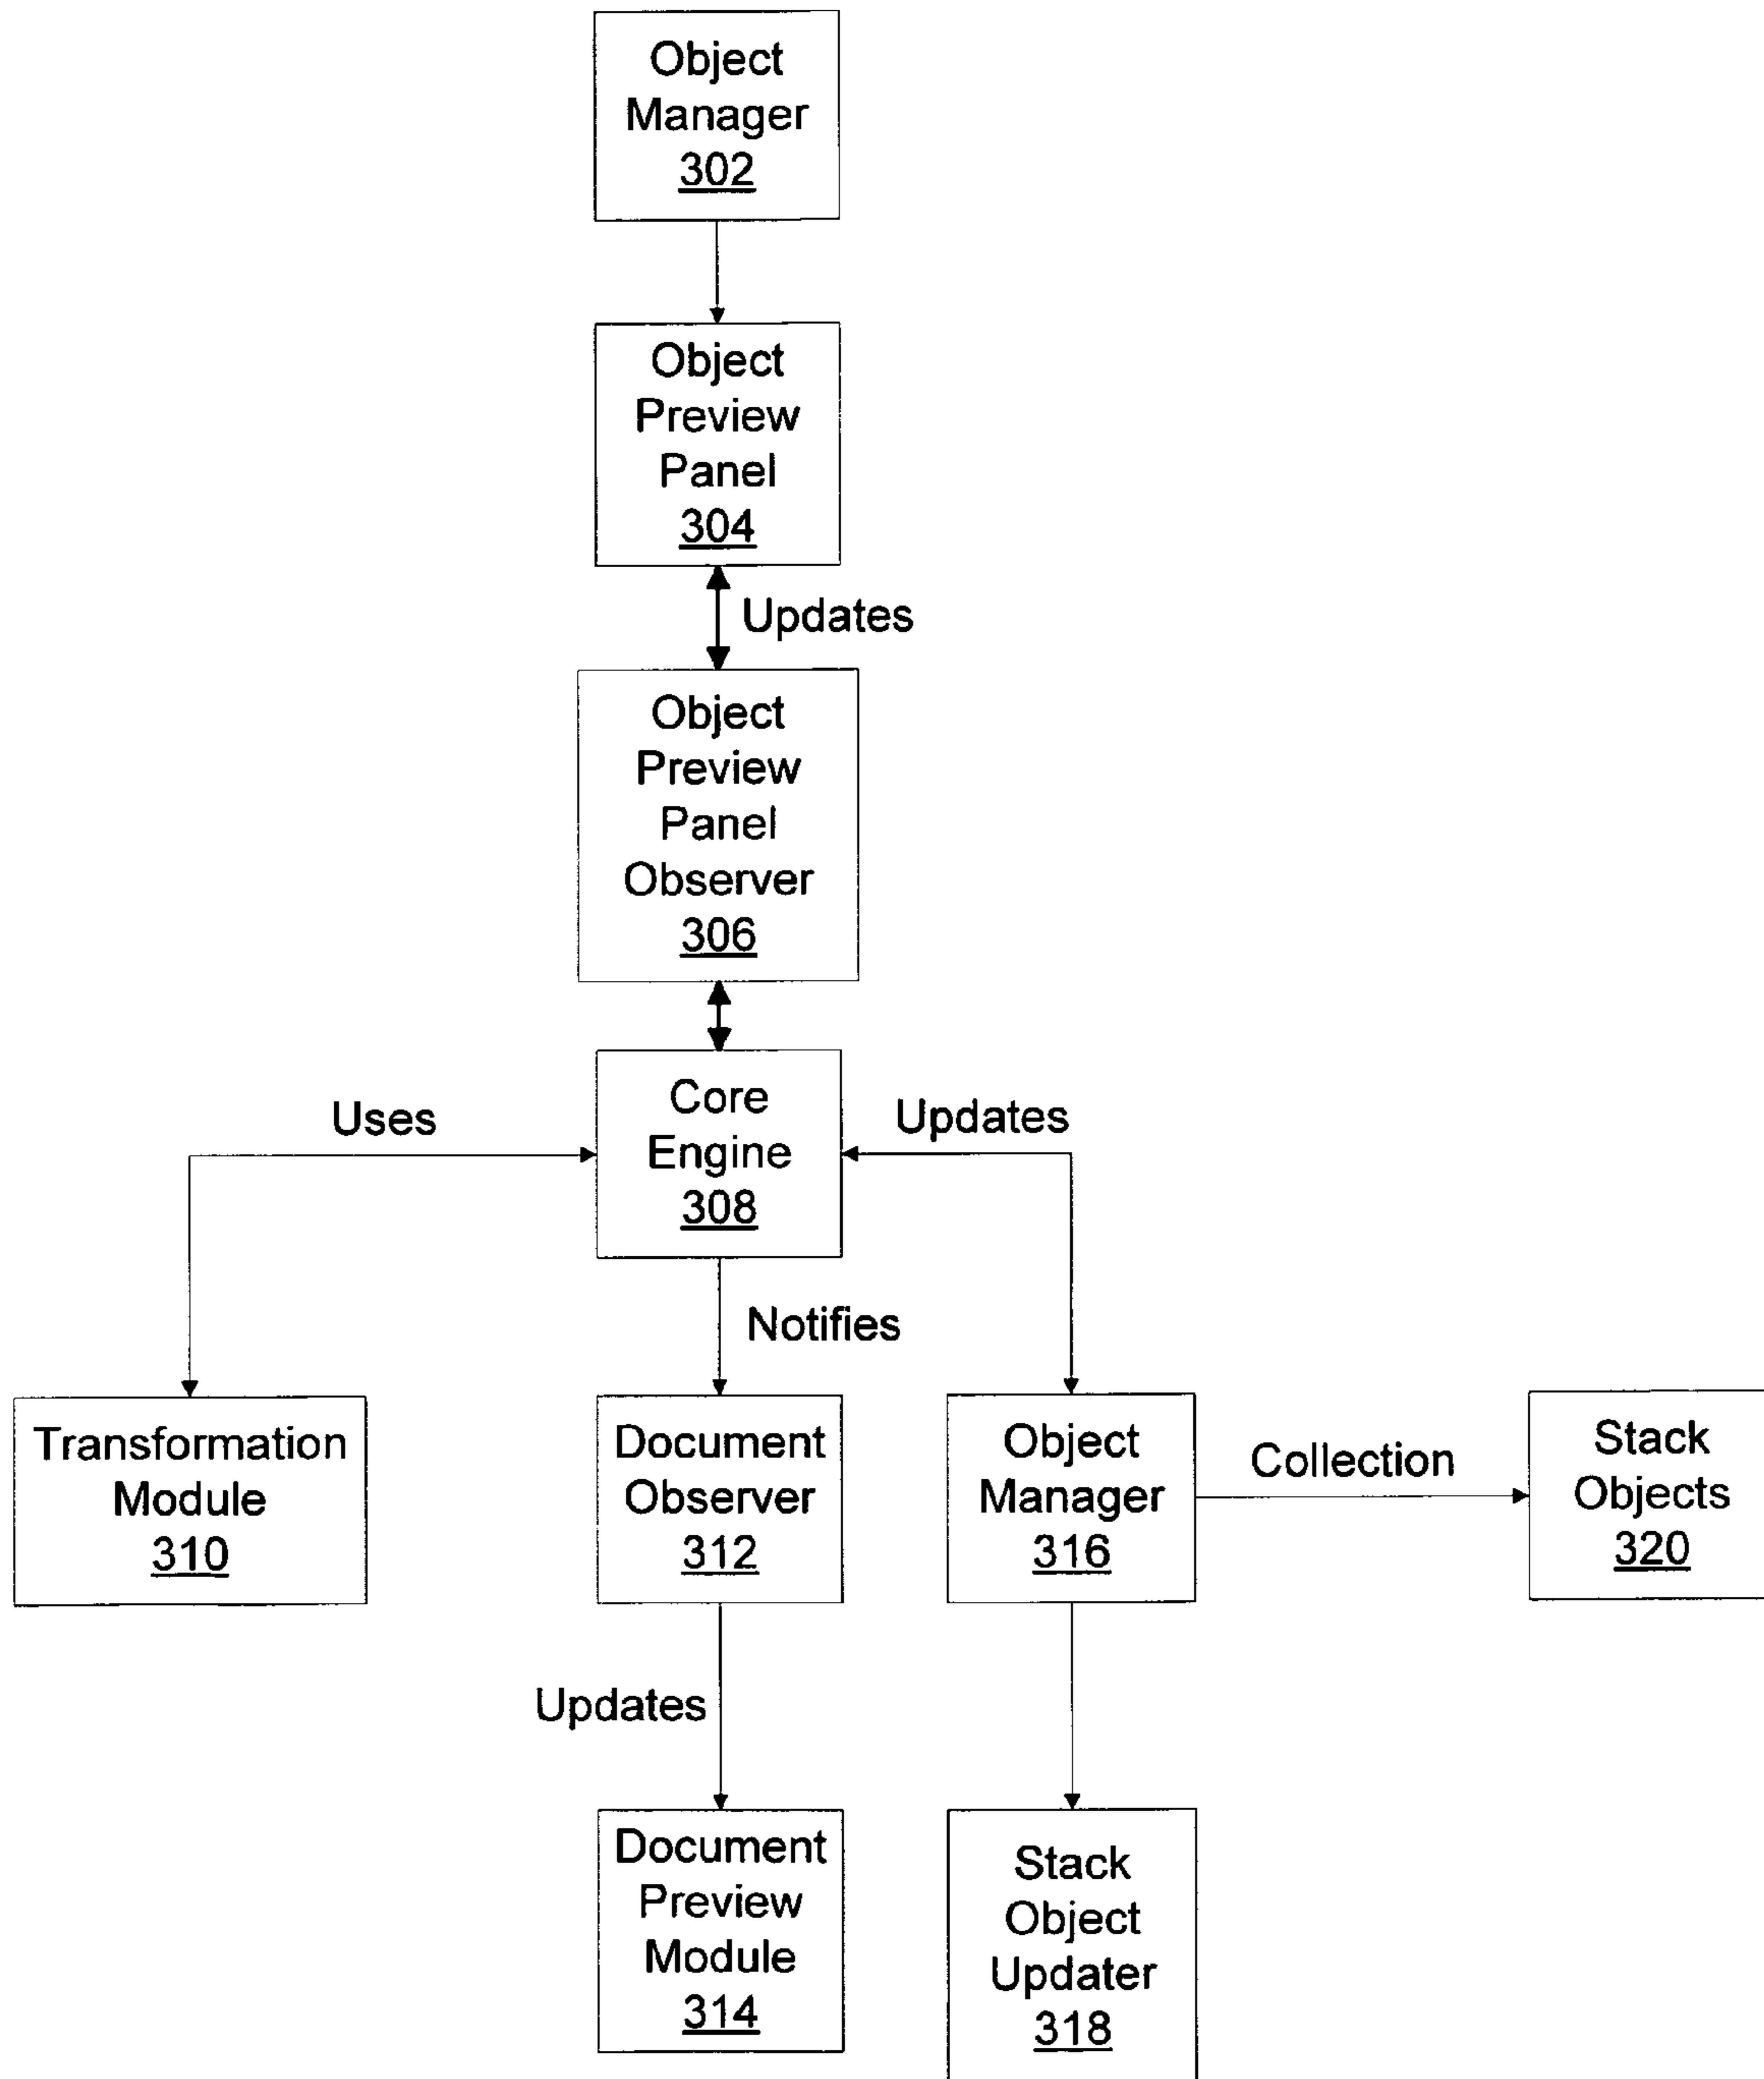 Object
Manager
302
Object
Preview
Panel
304
Updates
Object
Preview
Panel
Observer
306
Core
Engine
308
Uses
Updates
Notifies
Transformation
Module
310
Document
Observer
312
Object
Manager
316
Collection
Stack
Objects
320
Updates
Document
Preview
Module
314
Stack
Object
Updater
318